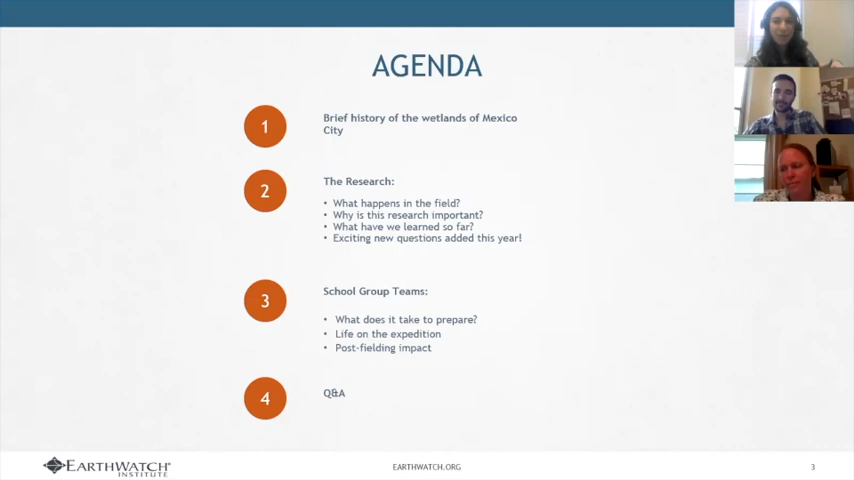 AGENDA
1
Brief history of the wetlands of Mexico
City
2
The Research:
• What happens in the field?
• Why is this research important?
• What have we learned so far?
• Exciting new questions added this year!
3
School Group Teams:
• What does it take to prepare?
• Life on the expedition
• Post-fielding impact
4
Q&A
EARTHWATCH®
INSTITUTE
EARTHWATCH.ORG
3